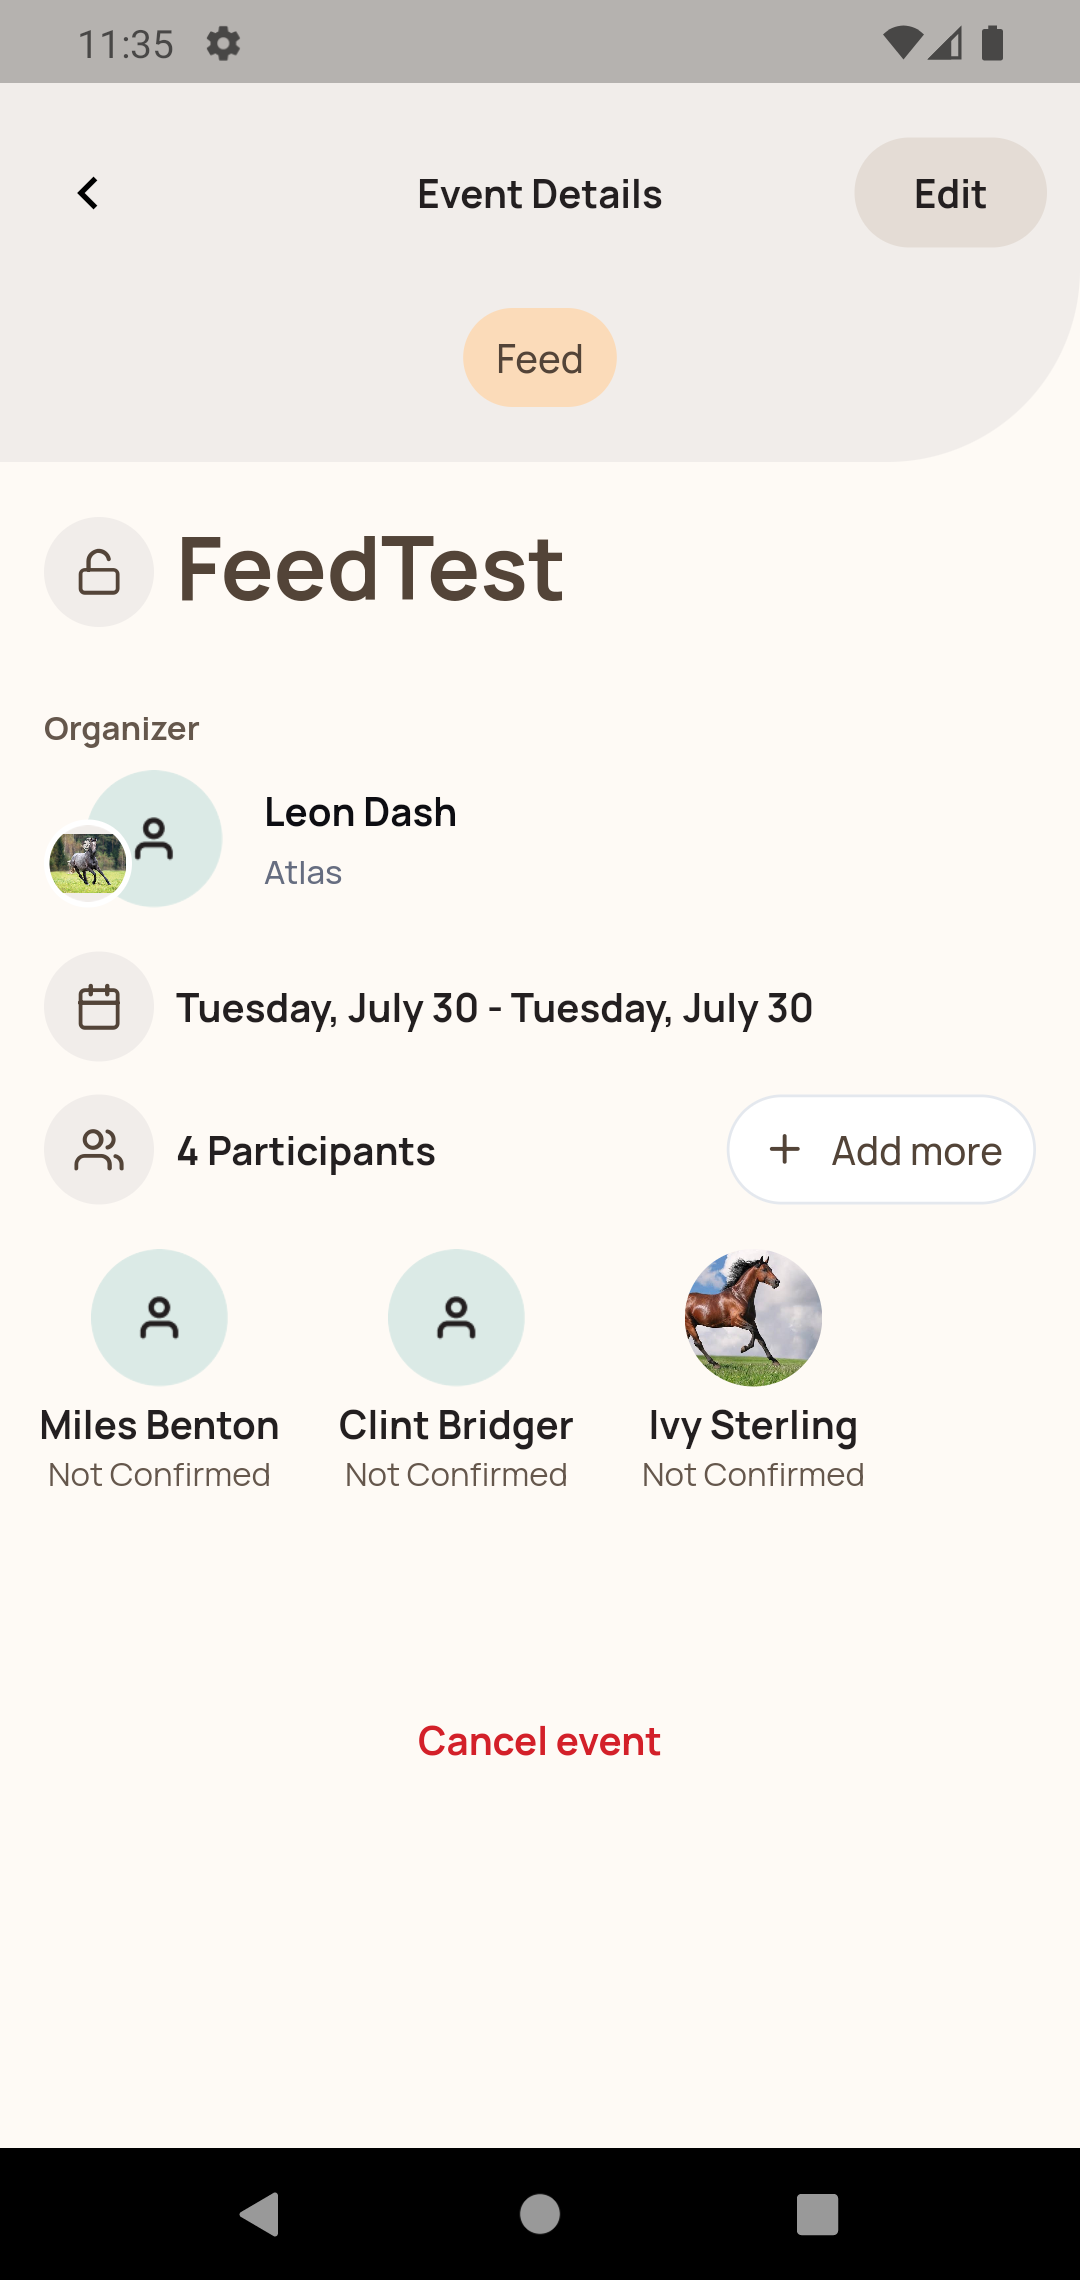 11:35
Event Details
Edit
Feed
FeedTest
Organizer
Leon Dash
Atlas
Tuesday, July 30 - Tuesday, July 30
4 Participants
Add more
Miles Benton
Not Confirmed
Clint Bridger
Not Confirmed
Ivy Sterling
Not Confirmed
Cancel event